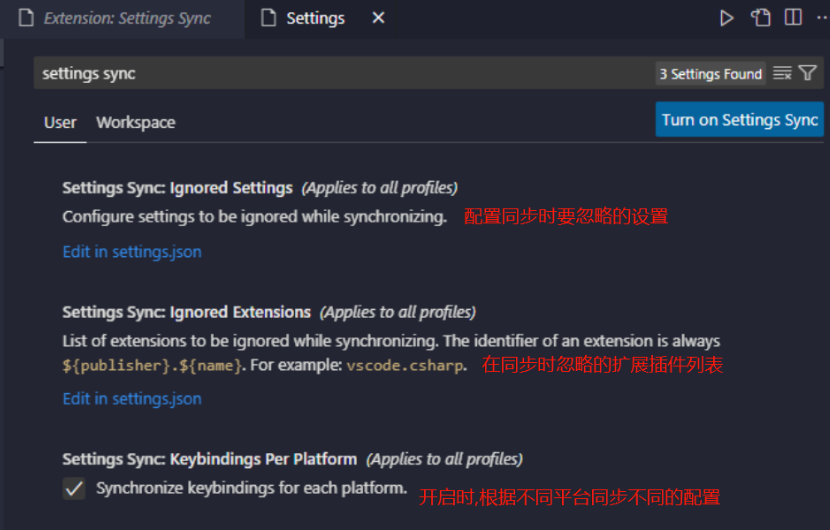 Extension: Settings Sync Settings
settings sync 3 Settings Found
User Workspace Turn on Settings Sync
Settings Sync: Ignored Settings (Applies to all profiles)
Configure settings to be ignored while synchronizing. 配置同步时要忽略的设置
Edit in settings.json
Settings Sync: Ignored Extensions (Applies to all profiles)
List of extensions to be ignored while synchronizing. The identifier of an extension is always
${publisher}.${name}. For example: vscode.csharp. 在同步时忽略的扩展插件列表
Edit in settings.json
Settings Sync: Keybindings Per Platform (Applies to all profiles)
Synchronize keybindings for each platform. 开启时,根据不同平台同步不同的配置